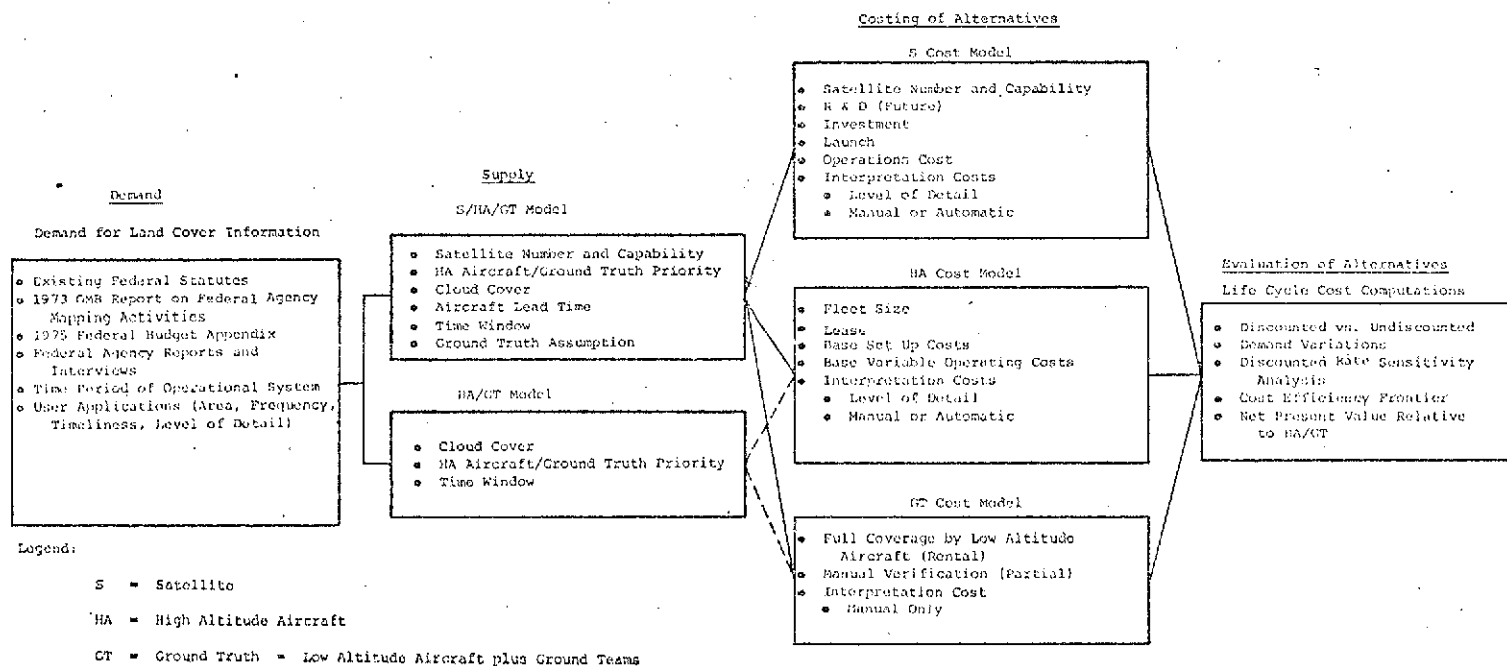 Demand
Demand for Land Cover Information
• Existing Federal Statutes
• 1973 OMB Report on Federal Agency
Mapping Activities
• 1975 Federal Budget Appendix
• Federal Agency Reports and
Interviews
• Time Period of Operational System
• User Applications (Area, Frequency,
Timeliness, Level of Detail)
Supply
S/HA/GT Model
• Satellite Number and Capability
• HA Aircraft/Ground Truth Priority
• Cloud Cover
• Aircraft Lead Time
• Time Window
• Ground Truth Assumption
HA/GT Model
• Cloud Cover
• HA Aircraft/Ground Truth Priority
• Time Window
Costing of Alternatives
S Cost Model
• Satellite Number and Capability
• R & D (Future)
• Investment
• Launch
• Operations Cost
• Interpretation Costs
• Level of Detail
• Manual or Automatic
HA Cost Model
• Fleet Size
• Lease
• Base Set Up Costs
• Base Variable Operating Costs
• Interpretation Costs
• Level of Detail
• Manual or Automatic
GT Cost Model
• Full Coverage by Low Altitude
Aircraft (Rental)
• Manual Verification (Partial)
• Interpretation Cost
• Manual Only
Evaluation of Alternatives
Life Cycle Cost Computations
• Discounted vs. Undiscounted
• Demand Variations
• Discounted Rate Sensitivity
Analysis
• Cost Efficiency Frontier
• Net Present Value Relative
to HA/GT
Legend:
S = Satellite
HA = High Altitude Aircraft
GT = Ground Truth = Low Altitude Aircraft plus Ground Teams